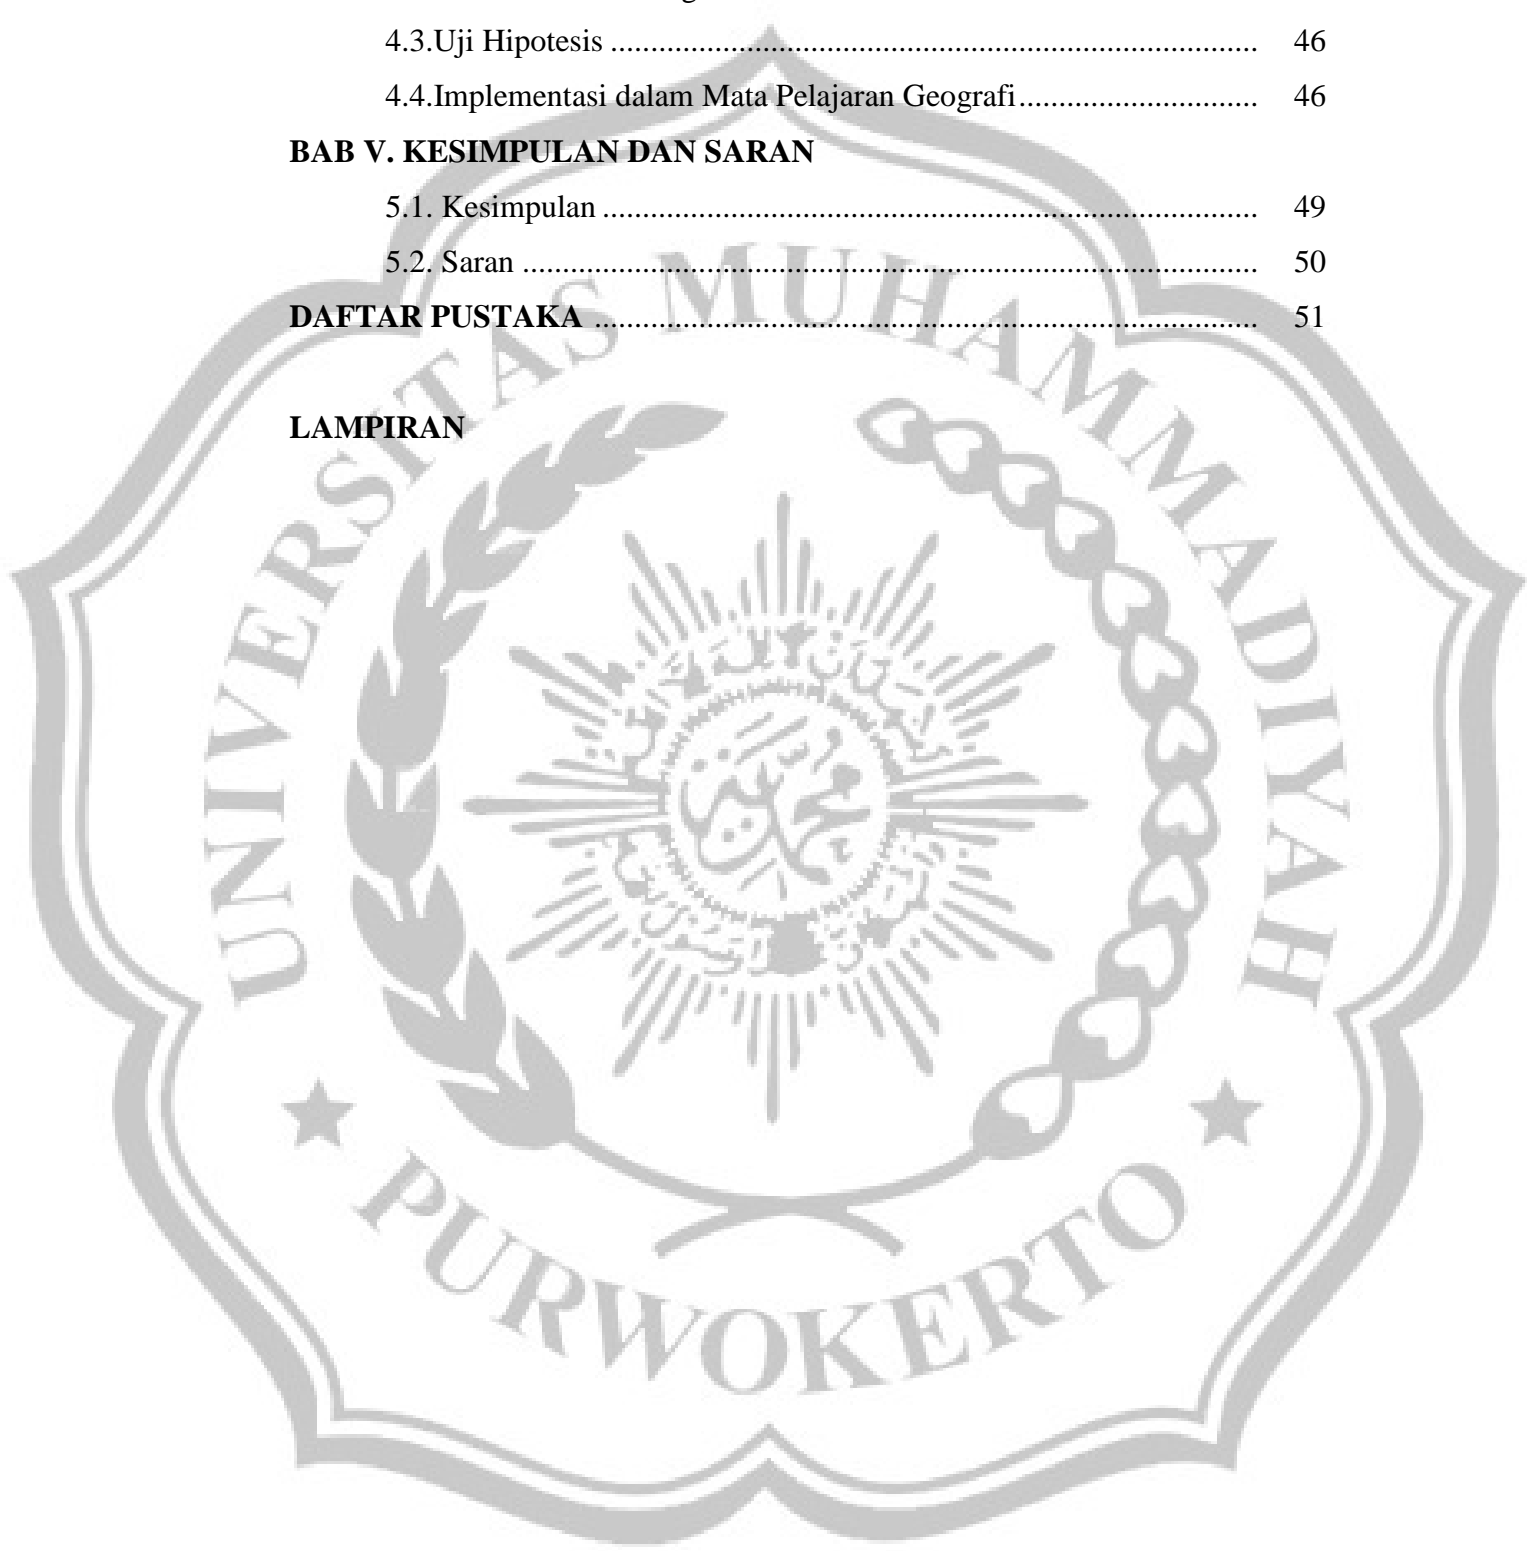 4.3.Uji Hipotesis ................................................................................ 46
4.4.Implementasi dalam Mata Pelajaran Geografi.............................. 46
BAB V. KESIMPULAN DAN SARAN
5.1. Kesimpulan ................................................................................. 49
5.2. Saran ........................................................................................... 50
DAFTAR PUSTAKA .................................................................................. 51
LAMPIRAN
UNIVERSITAS MUHAMMADIYAH
PURWOKERTO
محمدية